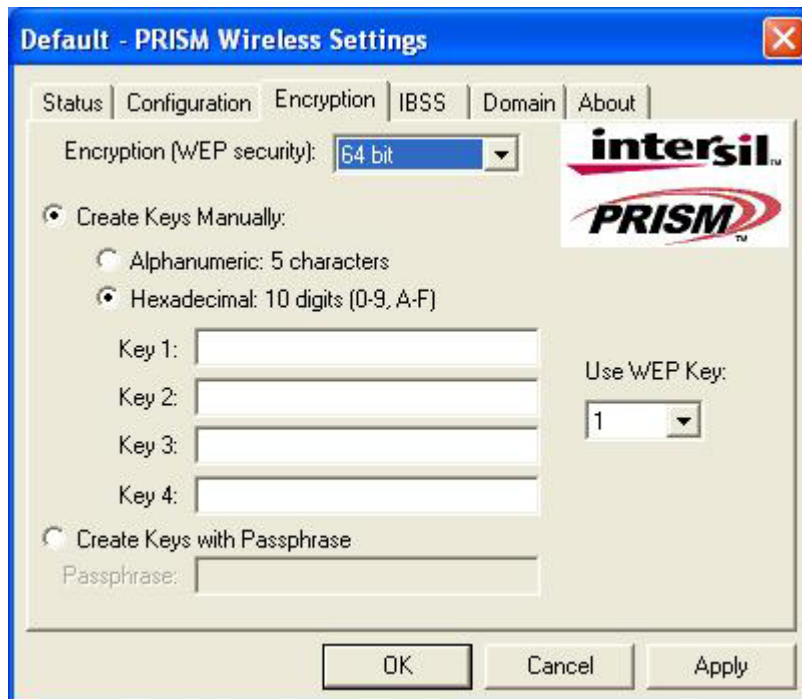 Default - PRISM Wireless Settings
Status Configuration Encryption IBSS Domain About
Encryption (WEP security): 64 bit
intersil™
PRISM™
Create Keys Manually:
Alphanumeric: 5 characters
Hexadecimal: 10 digits (0-9, A-F)
Key 1:
Key 2:
Key 3:
Key 4:
Use WEP Key:
1
Create Keys with Passphrase
Passphrase:
OK Cancel Apply